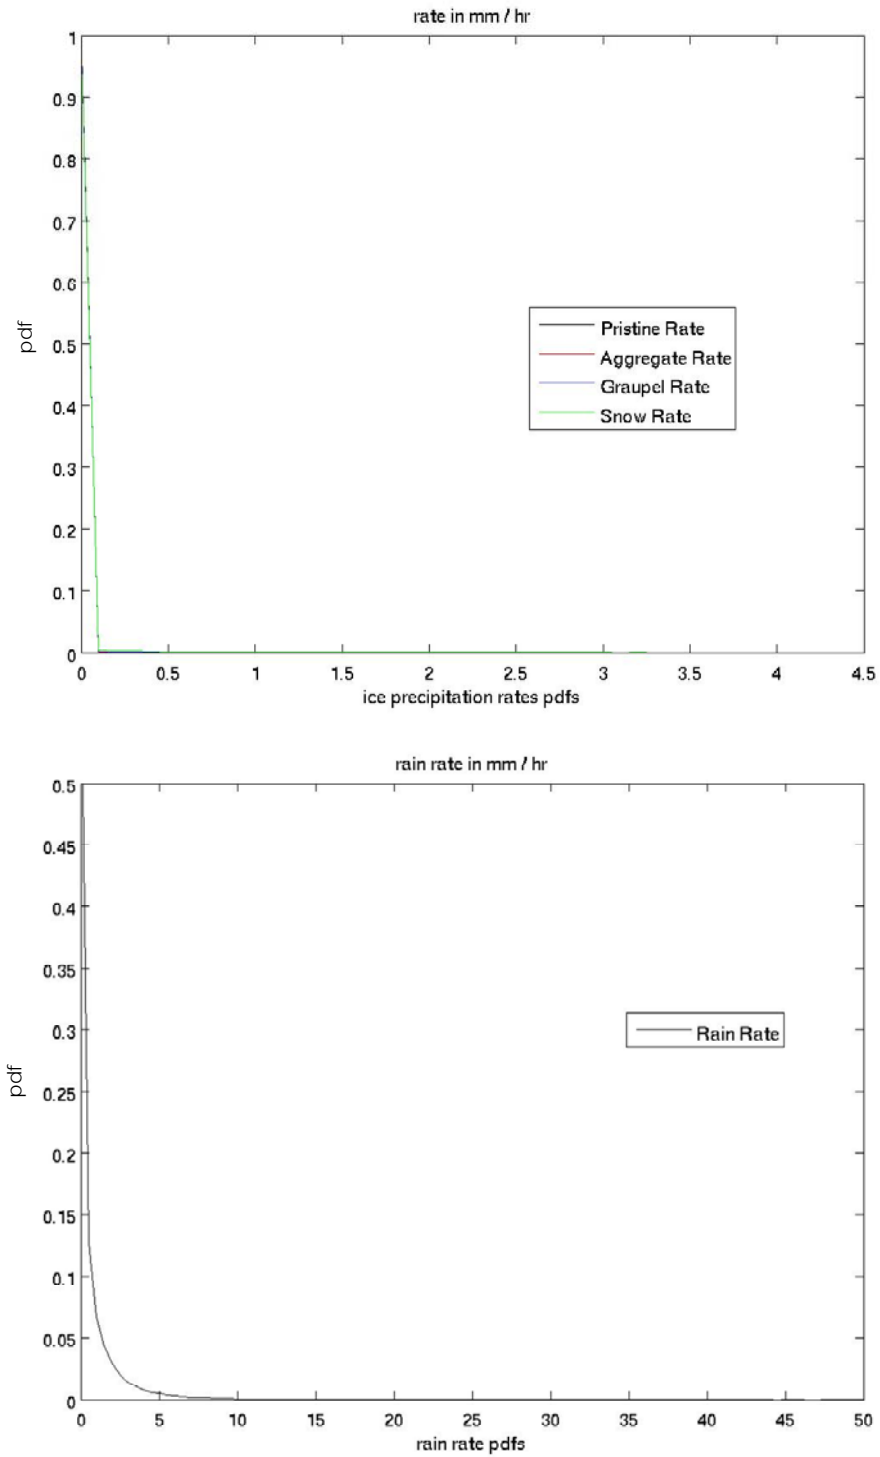 rate in mm / hr
1
0.9
0.8
0.7
0.6
0.5
0.4
0.3
0.2
0.1
0
pdf
Pristine Rate
Aggregate Rate
Graupel Rate
Snow Rate
0 0.5 1 1.5 2 2.5 3 3.5 4 4.5
ice precipitation rates pdfs
rain rate in mm / hr
0.5
0.45
0.4
0.35
0.3
0.25
0.2
0.15
0.1
0.05
0
pdf
Rain Rate
0 5 10 15 20 25 30 35 40 45 50
rain rate pdfs